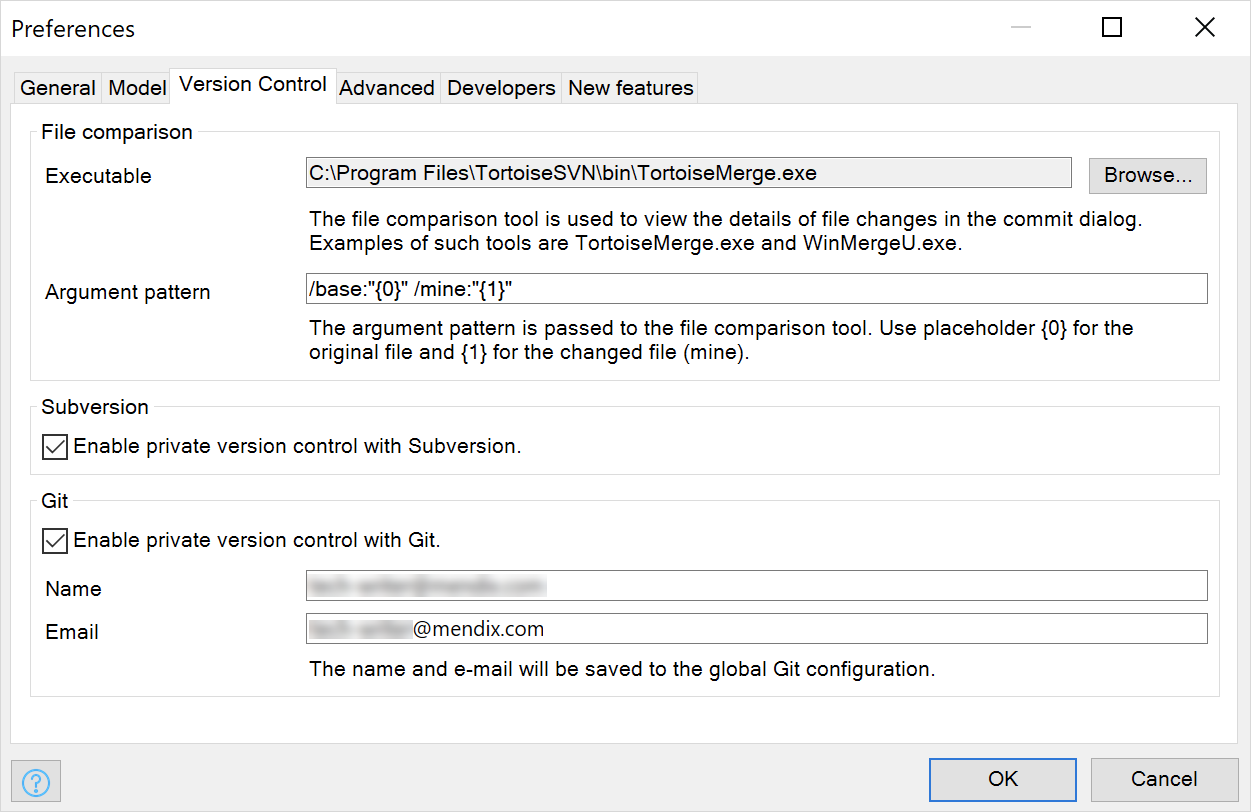 Preferences
General Model Version Control Advanced Developers New features
File comparison
Executable C:\Program Files\TortoiseSVN\bin\TortoiseMerge.exe Browse...
The file comparison tool is used to view the details of file changes in the commit dialog.
Examples of such tools are TortoiseMerge.exe and WinMergeU.exe.
Argument pattern /base:"{0}" /mine:"{1}"
The argument pattern is passed to the file comparison tool. Use placeholder {0} for the
original file and {1} for the changed file (mine).
Subversion
Enable private version control with Subversion.
Git
Enable private version control with Git.
Name
Email @mendix.com
The name and e-mail will be saved to the global Git configuration.
? OK Cancel